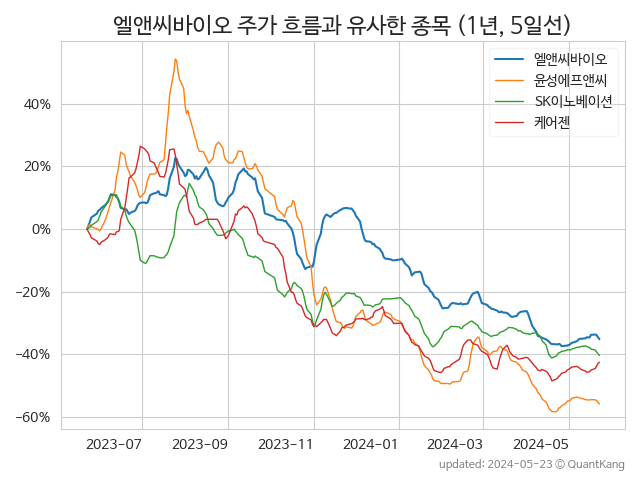 엘앤씨바이오 주가 흐름과 유사한 종목 (1년, 5일선)
엘앤씨바이오
윤성에프앤씨
SK이노베이션
케어젠
40%
20%
0%
−20%
−40%
−60%
2023-07
2023-09
2023-11
2024-01
2024-03
2024-05
updated: 2024-05-23 © QuantKang